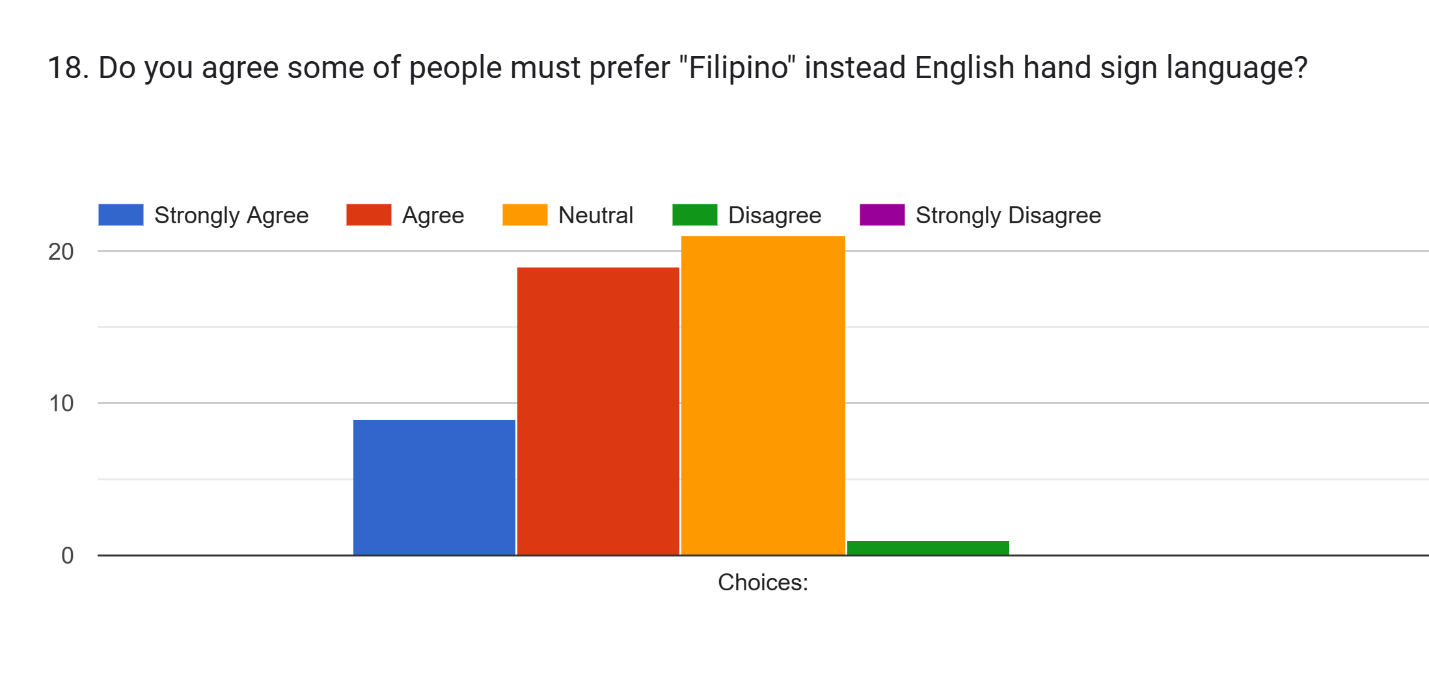 18. Do you agree some of people must prefer "Filipino" instead English hand sign language?
Strongly Agree Agree Neutral Disagree Strongly Disagree
20
10
0
Choices: